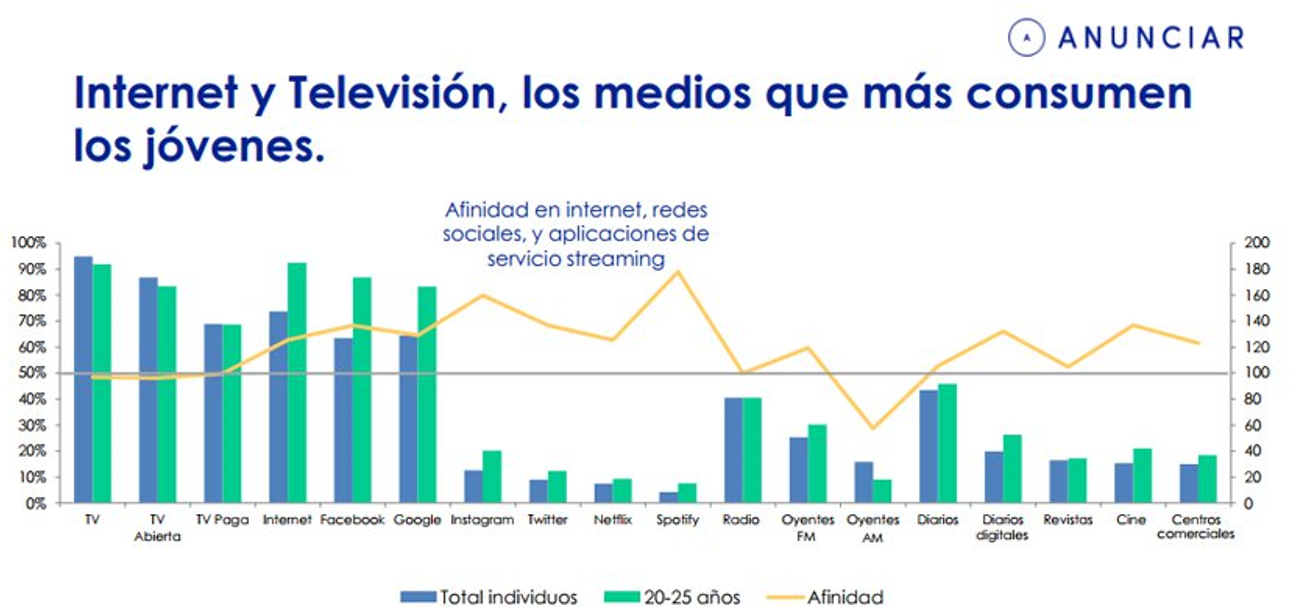 A ANUNCIAR
Internet y Televisión, los medios que más consumen
los jóvenes.
Afinidad en internet, redes
sociales, y aplicaciones de
servicio streaming
100%
90%
80%
70%
60%
50%
40%
30%
20%
10%
0%
200
180
160
140
120
100
80
60
40
20
0
TV
TV
Abierta
TV Paga
Internet
Facebook
Google
Instagram
Twitter
Netflix
Spotify
Radio
Oyentes
FM
Oyentes
AM
Diarios
Diarios
digitales
Revistas
Cine
Centros
comerciales
Total individuos
20-25 años
Afinidad